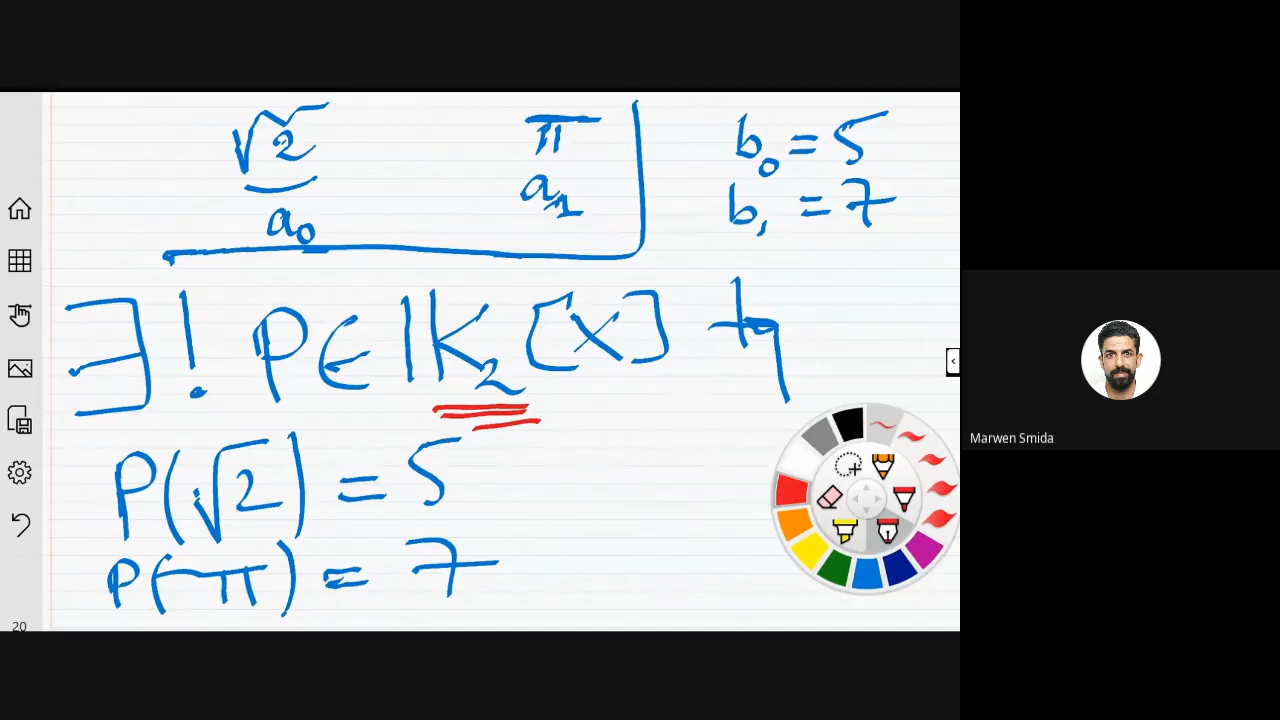 √2 π b₀ = 5
a₀ a₁ b₁ = 7
∃! P ∈ 𝕂₂[X] tq
P(√2) = 5
P(π) = 7
20
Marwen Smida